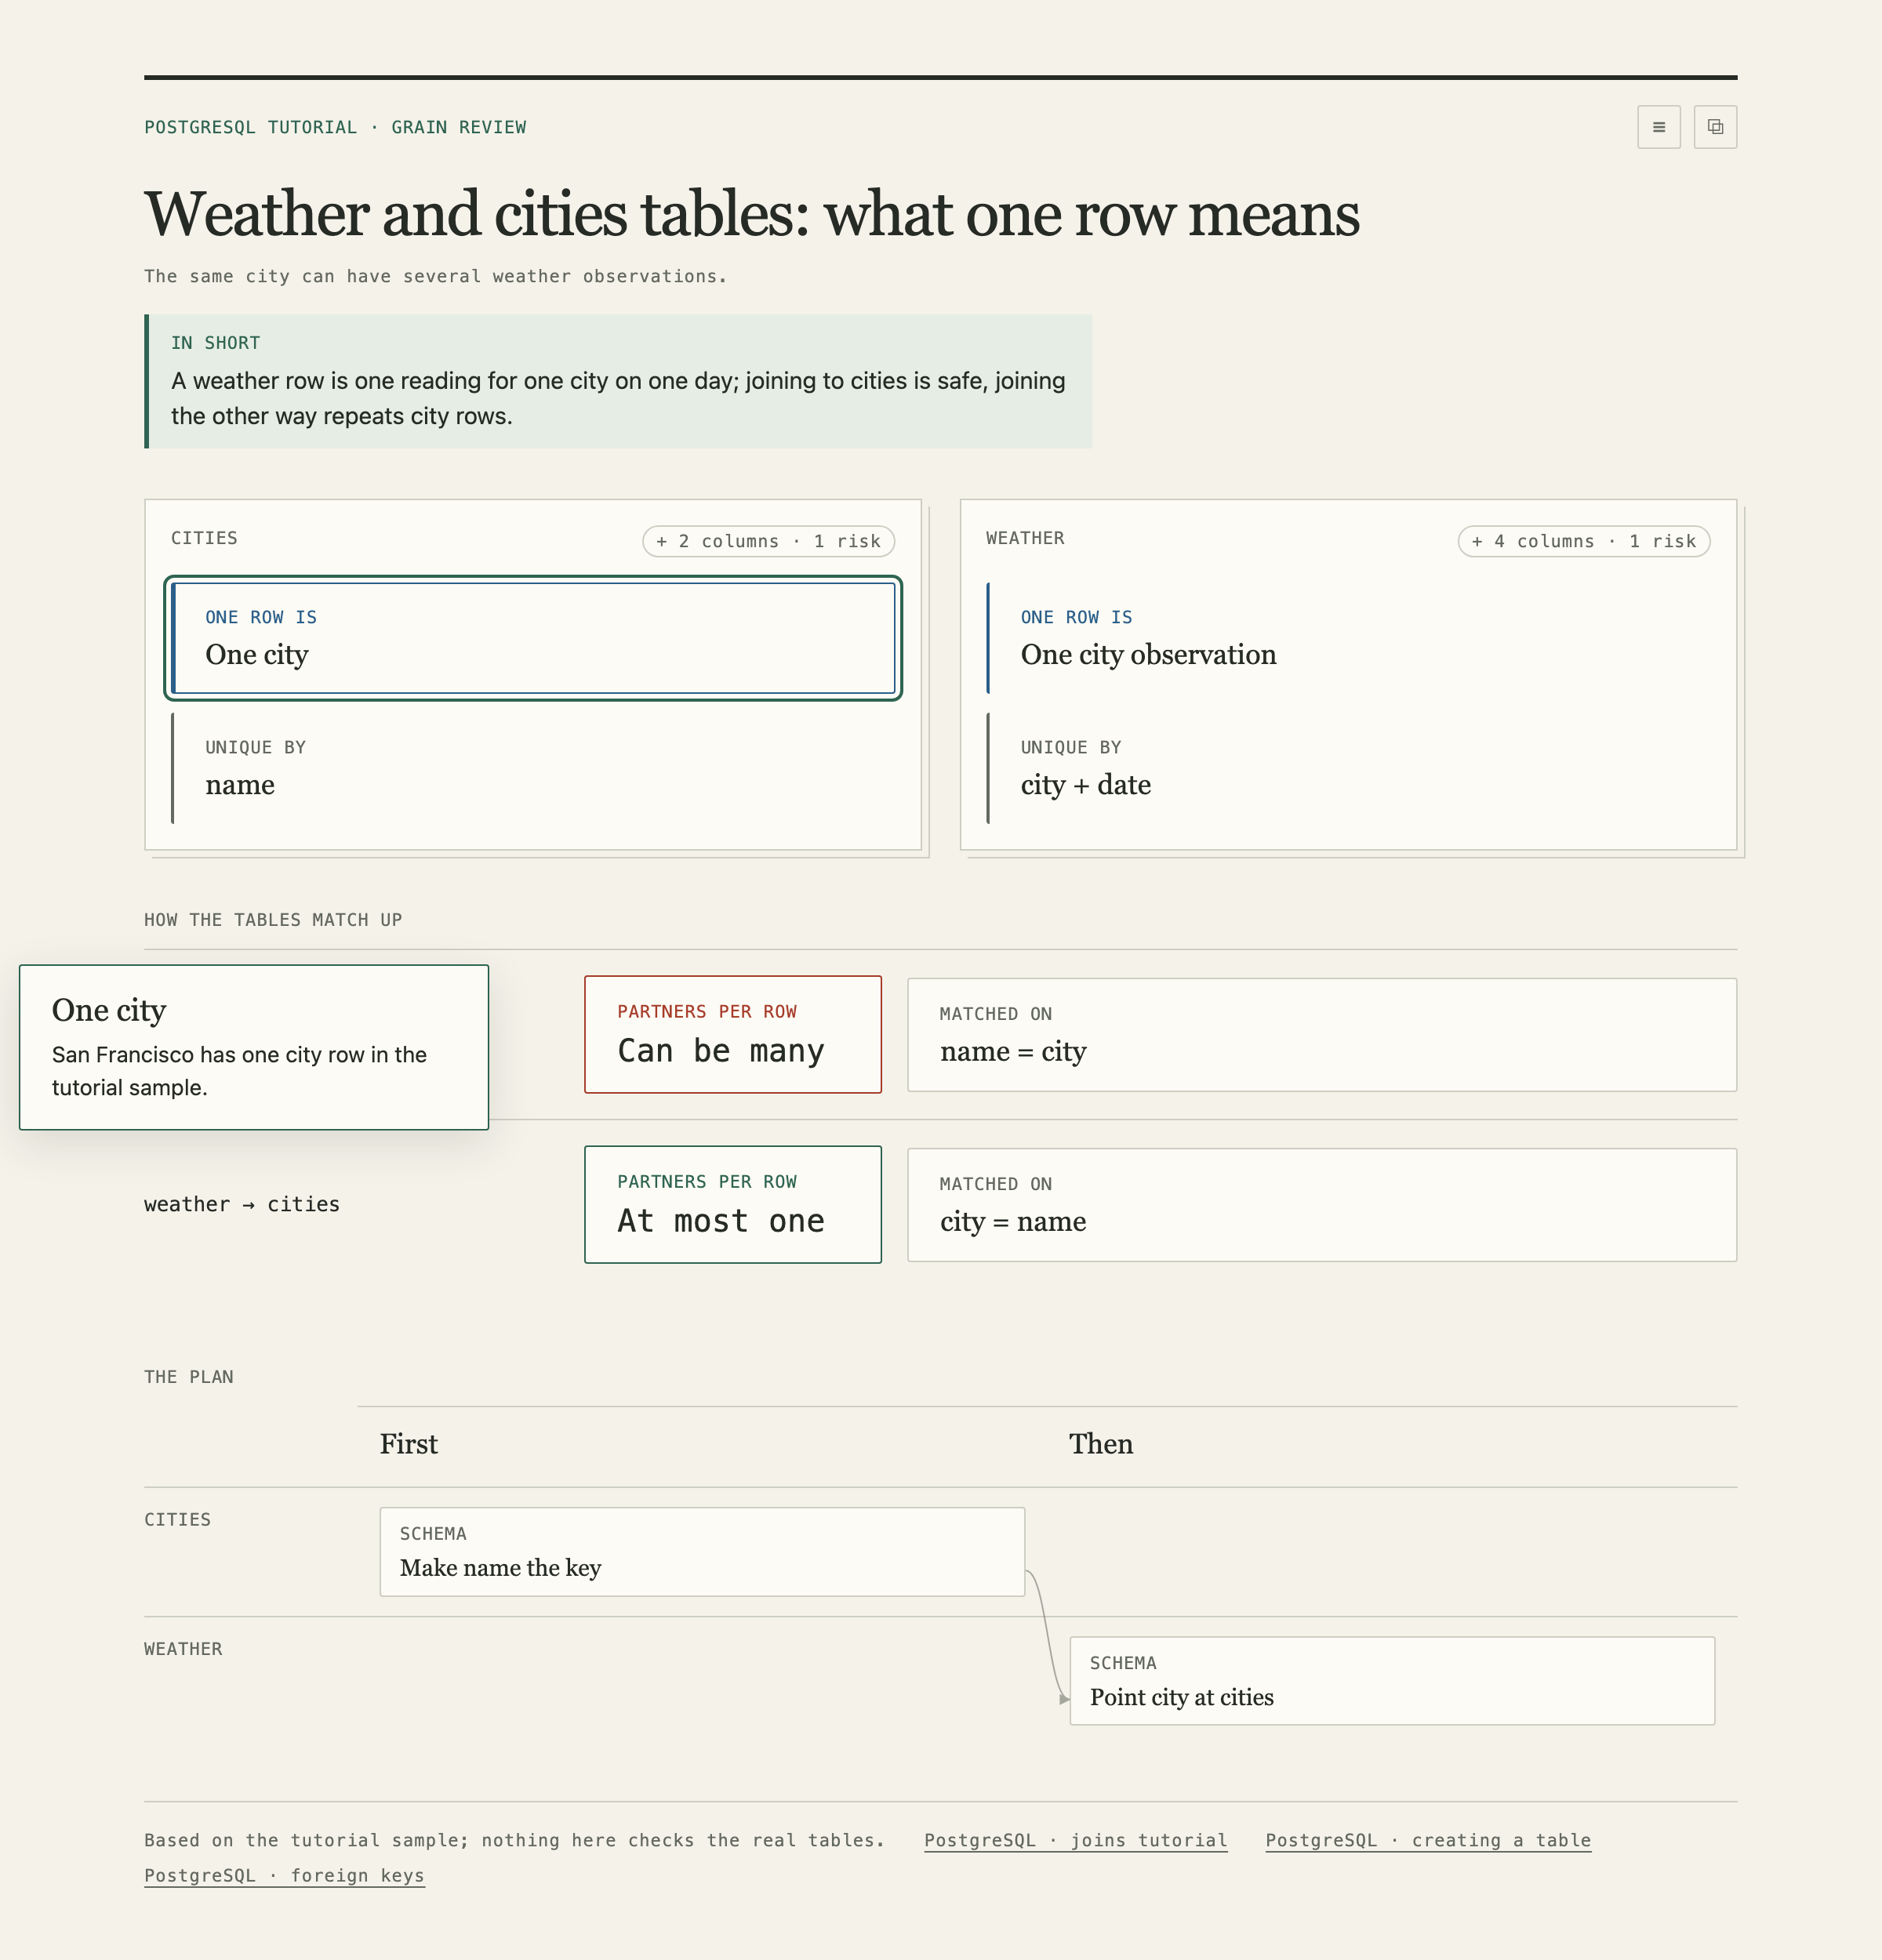 POSTGRESQL TUTORIAL · GRAIN REVIEW
Weather and cities tables: what one row means
The same city can have several weather observations.
IN SHORT
A weather row is one reading for one city on one day; joining to cities is safe, joining
the other way repeats city rows.
CITIES
+ 2 columns · 1 risk
ONE ROW IS
One city
UNIQUE BY
name
WEATHER
+ 4 columns · 1 risk
ONE ROW IS
One city observation
UNIQUE BY
city + date
HOW THE TABLES MATCH UP
One city
San Francisco has one city row in the
tutorial sample.
PARTNERS PER ROW
Can be many
MATCHED ON
name = city
weather → cities
PARTNERS PER ROW
At most one
MATCHED ON
city = name
THE PLAN
First
Then
CITIES
SCHEMA
Make name the key
WEATHER
SCHEMA
Point city at cities
Based on the tutorial sample; nothing here checks the real tables. PostgreSQL · joins tutorial PostgreSQL · creating a table
PostgreSQL · foreign keys